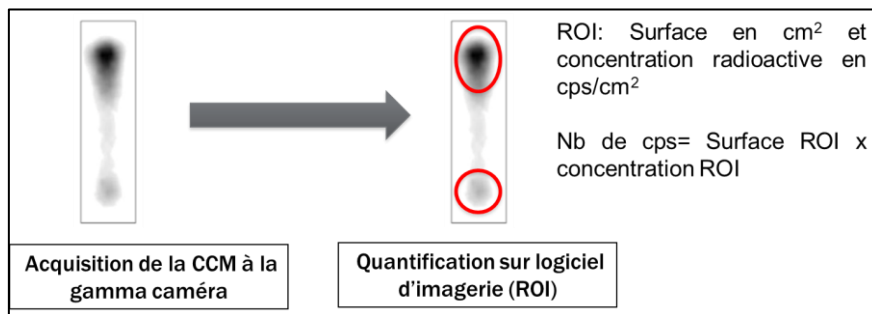 ROI: Surface en cm² et
concentration radioactive en
cps/cm²
Nb de cps= Surface ROI x
concentration ROI
Acquisition de la CCM à la
gamma caméra
Quantification sur logiciel
d'imagerie (ROI)